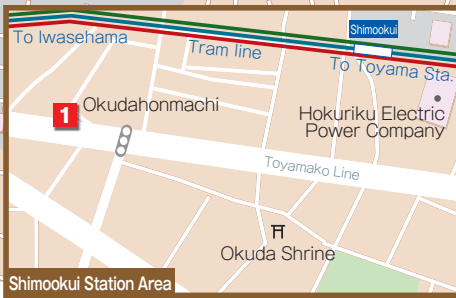 Shimookui
To Iwasehama
Tram line
To Toyama Sta.
1
Okudahonmachi
Hokuriku Electric
Power Company
Toyamako Line
Okuda Shrine
Shimookui Station Area